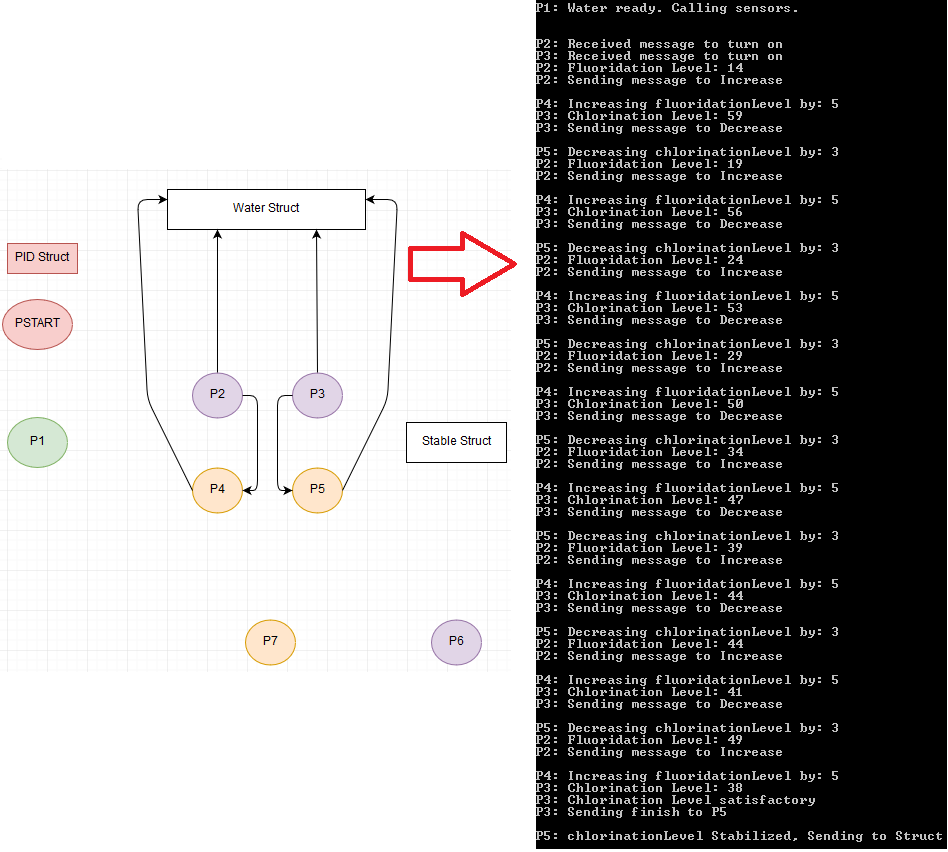 Water Struct
PID Struct
PSTART
P2
P3
P1
Stable Struct
P4
P5
P7
P6
P1: Water ready. Calling sensors.
P2: Received message to turn on
P3: Received message to turn on
P2: Fluoridation Level: 14
P2: Sending message to Increase
P4: Increasing fluoridationLevel by: 5
P3: Chlorination Level: 59
P3: Sending message to Decrease
P5: Decreasing chlorinationLevel by: 3
P2: Fluoridation Level: 19
P2: Sending message to Increase
P4: Increasing fluoridationLevel by: 5
P3: Chlorination Level: 56
P3: Sending message to Decrease
P5: Decreasing chlorinationLevel by: 3
P2: Fluoridation Level: 24
P2: Sending message to Increase
P4: Increasing fluoridationLevel by: 5
P3: Chlorination Level: 53
P3: Sending message to Decrease
P5: Decreasing chlorinationLevel by: 3
P2: Fluoridation Level: 29
P2: Sending message to Increase
P4: Increasing fluoridationLevel by: 5
P3: Chlorination Level: 50
P3: Sending message to Decrease
P5: Decreasing chlorinationLevel by: 3
P2: Fluoridation Level: 34
P2: Sending message to Increase
P4: Increasing fluoridationLevel by: 5
P3: Chlorination Level: 47
P3: Sending message to Decrease
P5: Decreasing chlorinationLevel by: 3
P2: Fluoridation Level: 39
P2: Sending message to Increase
P4: Increasing fluoridationLevel by: 5
P3: Chlorination Level: 44
P3: Sending message to Decrease
P5: Decreasing chlorinationLevel by: 3
P2: Fluoridation Level: 44
P2: Sending message to Increase
P4: Increasing fluoridationLevel by: 5
P3: Chlorination Level: 41
P3: Sending message to Decrease
P5: Decreasing chlorinationLevel by: 3
P2: Fluoridation Level: 49
P2: Sending message to Increase
P4: Increasing fluoridationLevel by: 5
P3: Chlorination Level: 38
P3: Chlorination Level satisfactory
P3: Sending finish to P5
P5: chlorinationLevel Stabilized, Sending to Struct